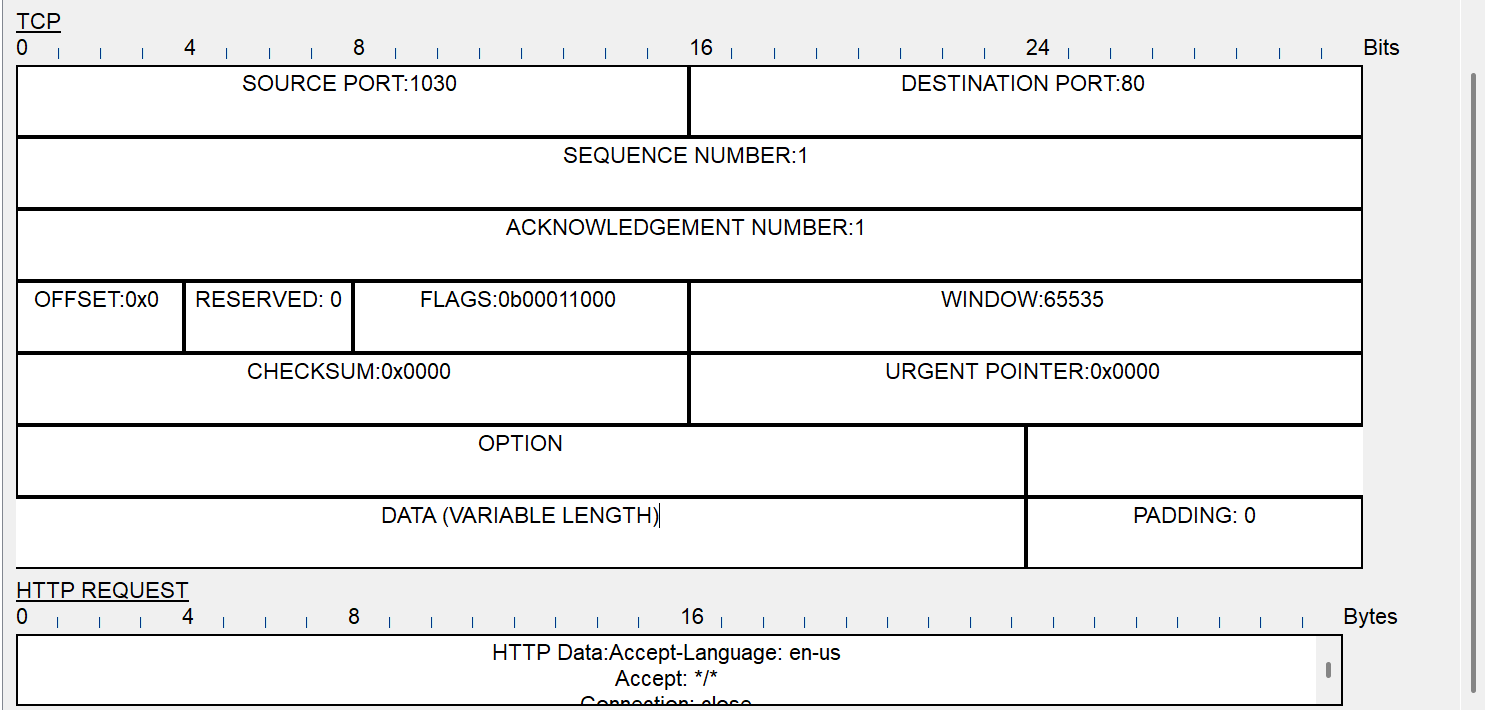 TCP
0 4 8 16 24 Bits
SOURCE PORT:1030 DESTINATION PORT:80
SEQUENCE NUMBER:1
ACKNOWLEDGEMENT NUMBER:1
OFFSET:0x0 RESERVED: 0 FLAGS:0b00011000 WINDOW:65535
CHECKSUM:0x0000 URGENT POINTER:0x0000
OPTION
DATA (VARIABLE LENGTH) PADDING: 0
HTTP REQUEST
0 4 8 16 Bytes
HTTP Data:Accept-Language: en-us
Accept: */*
Connection: close